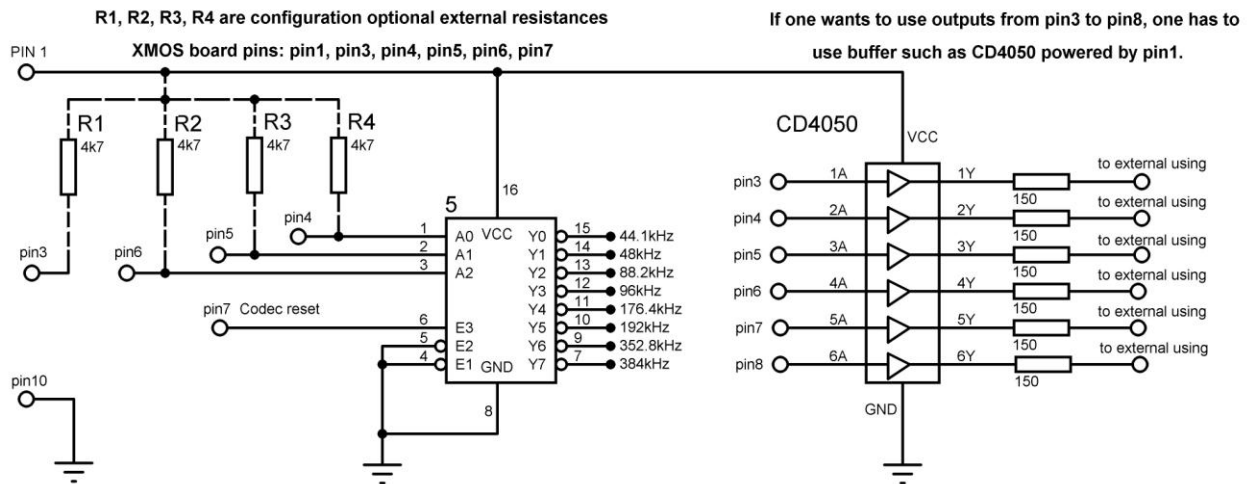 R1, R2, R3, R4 are configuration optional external resistances
XMOS board pins: pin1, pin3, pin4, pin5, pin6, pin7
If one wants to use outputs from pin3 to pin8, one has to
use buffer such as CD4050 powered by pin1.
PIN 1
R1
4k7
R2
4k7
R3
4k7
R4
4k7
pin3
pin6
pin5
pin4
pin7 Codec reset
pin10
5
16
VCC
1 A0
2 A1
3 A2
6 E3
5 E2
4 E1
GND
8
Y0 15 44.1kHz
Y1 14 48kHz
Y2 13 88.2kHz
Y3 12 96kHz
Y4 11 176.4kHz
Y5 10 192kHz
Y6 9 352.8kHz
Y7 7 384kHz
CD4050
VCC
pin3 1A 1Y 150 to external using
pin4 2A 2Y 150 to external using
pin5 3A 3Y 150 to external using
pin6 4A 4Y 150 to external using
pin7 5A 5Y 150 to external using
pin8 6A 6Y 150 to external using
GND